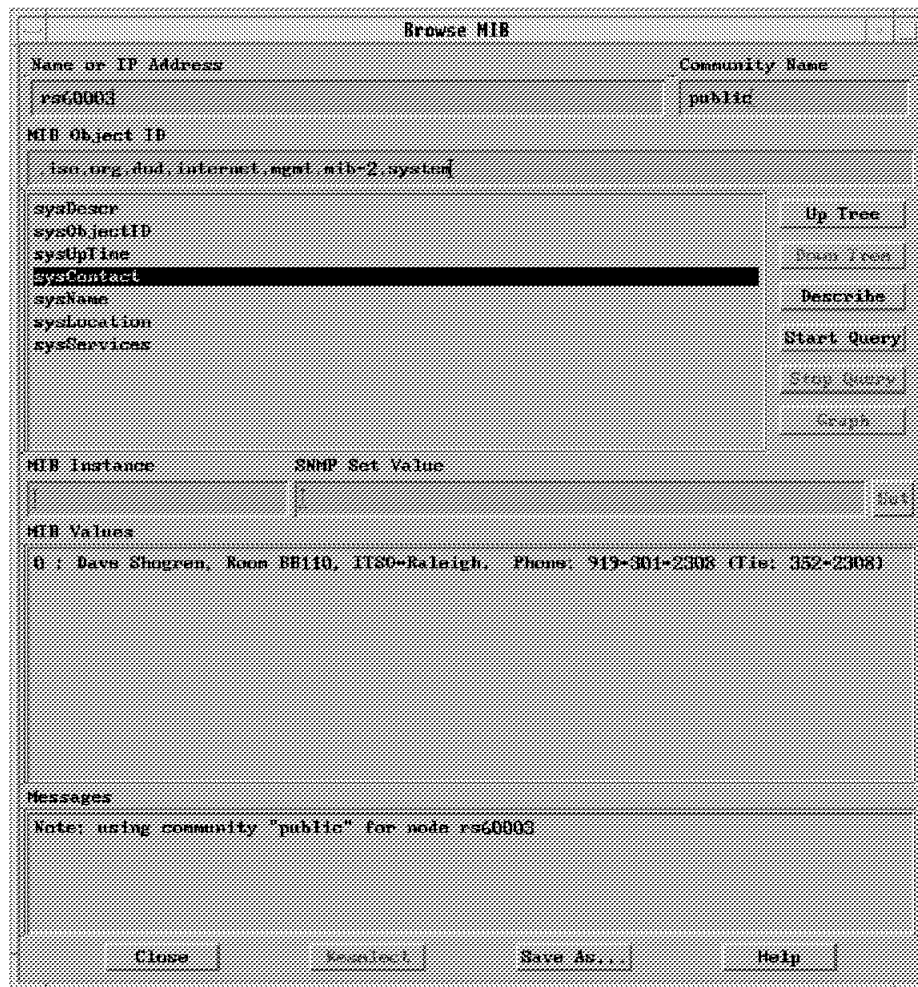 Browse MIB
Name or IP Address Community Name
rs60003 public
MIB Object ID
.iso.org.dod.internet.mgmt.mib-2.system
sysDescr
sysObjectID
sysUpTime
sysContact
sysName
sysLocation
sysServices
Up Tree
Down Tree
Describe
Start Query
Stop Query
Graph
MIB Instance SNMP Set Value
Set
MIB Values
0 : Dave Shogren, Room BB110, ITSO-Raleigh, Phone: 919-301-2308 (Tie: 352-2308)
Messages
Note: using community "public" for node rs60003
Close Reselect Save As... Help